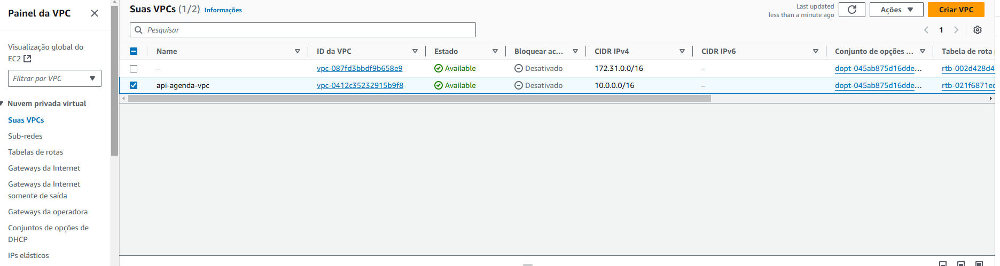 Painel da VPC
Visualização global do
EC2
Filtrar por VPC
Nuvem privada virtual
Suas VPCs
Sub-redes
Tabelas de rotas
Gateways da Internet
Gateways da Internet
somente de saída
Gateways da operadora
Conjuntos de opções de
DHCP
IPs elásticos
Suas VPCs (1/2) Informações
Last updated
less than a minute ago
Ações
Criar VPC
Pesquisar
1
Name ID da VPC Estado Bloquear ac... CIDR IPv4 CIDR IPv6 Conjunto de opções ... Tabela de rota
– vpc-087fd3bbdf9b658e9 Available Desativado 172.31.0.0/16 – dopt-045ab875d16dde... rtb-002d428d4
api-agenda-vpc vpc-0412c35232915b9f8 Available Desativado 10.0.0.0/16 – dopt-045ab875d16dde... rtb-021f6871ec